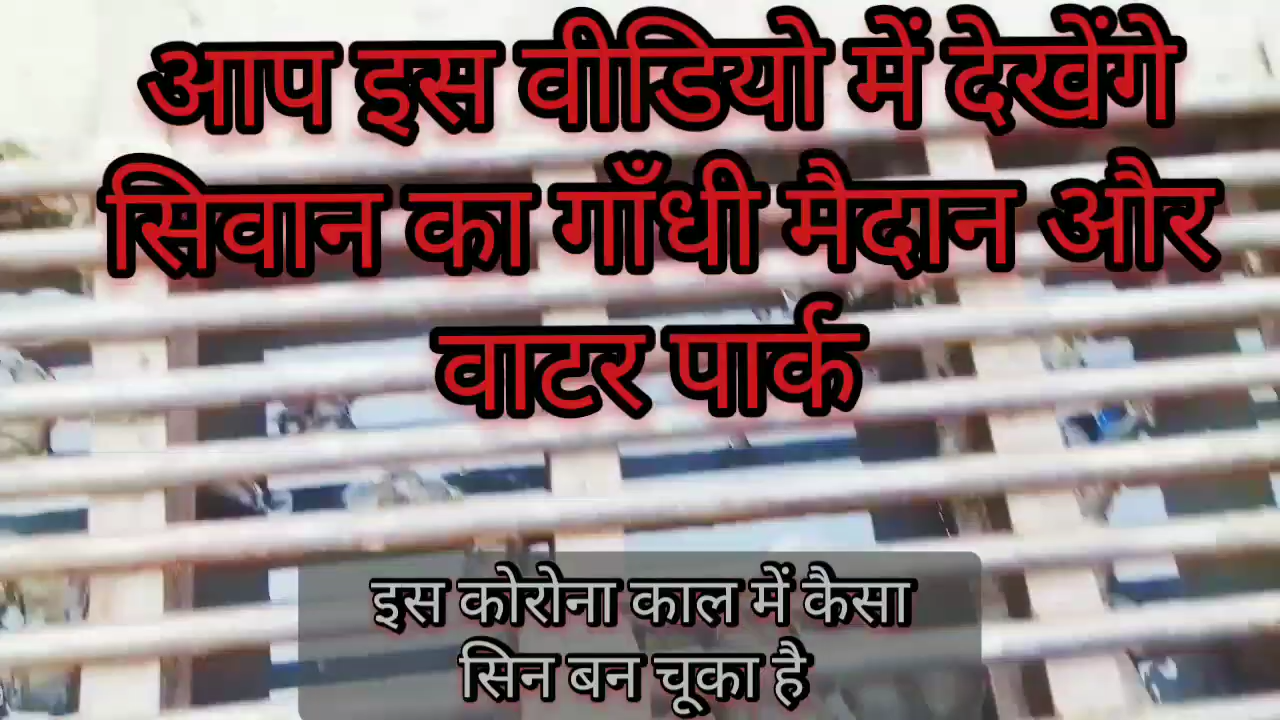 आप इस वीडियो में देखेंगे
सिवान का गाँधी मैदान और
वाटर पार्क
इस कोरोना काल में कैसा
सिन बन चूका है